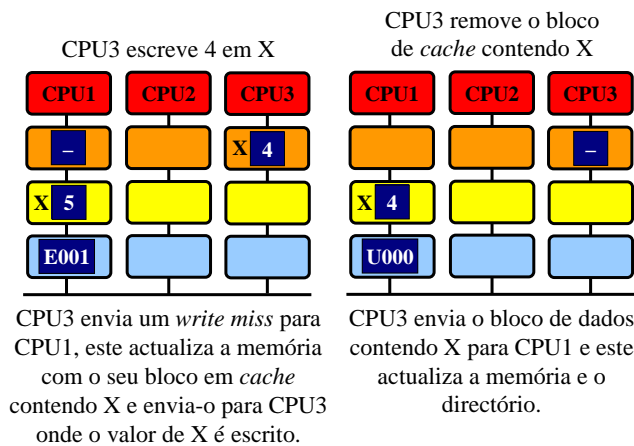 CPU3 escreve 4 em X
CPU1 CPU2 CPU3
–
X 4
X 5
E001
CPU3 envia um write miss para
CPU1, este actualiza a memória
com o seu bloco em cache
contendo X e envia-o para CPU3
onde o valor de X é escrito.
CPU3 remove o bloco
de cache contendo X
CPU1 CPU2 CPU3
–
X 4
U000
CPU3 envia o bloco de dados
contendo X para CPU1 e este
actualiza a memória e o
directório.